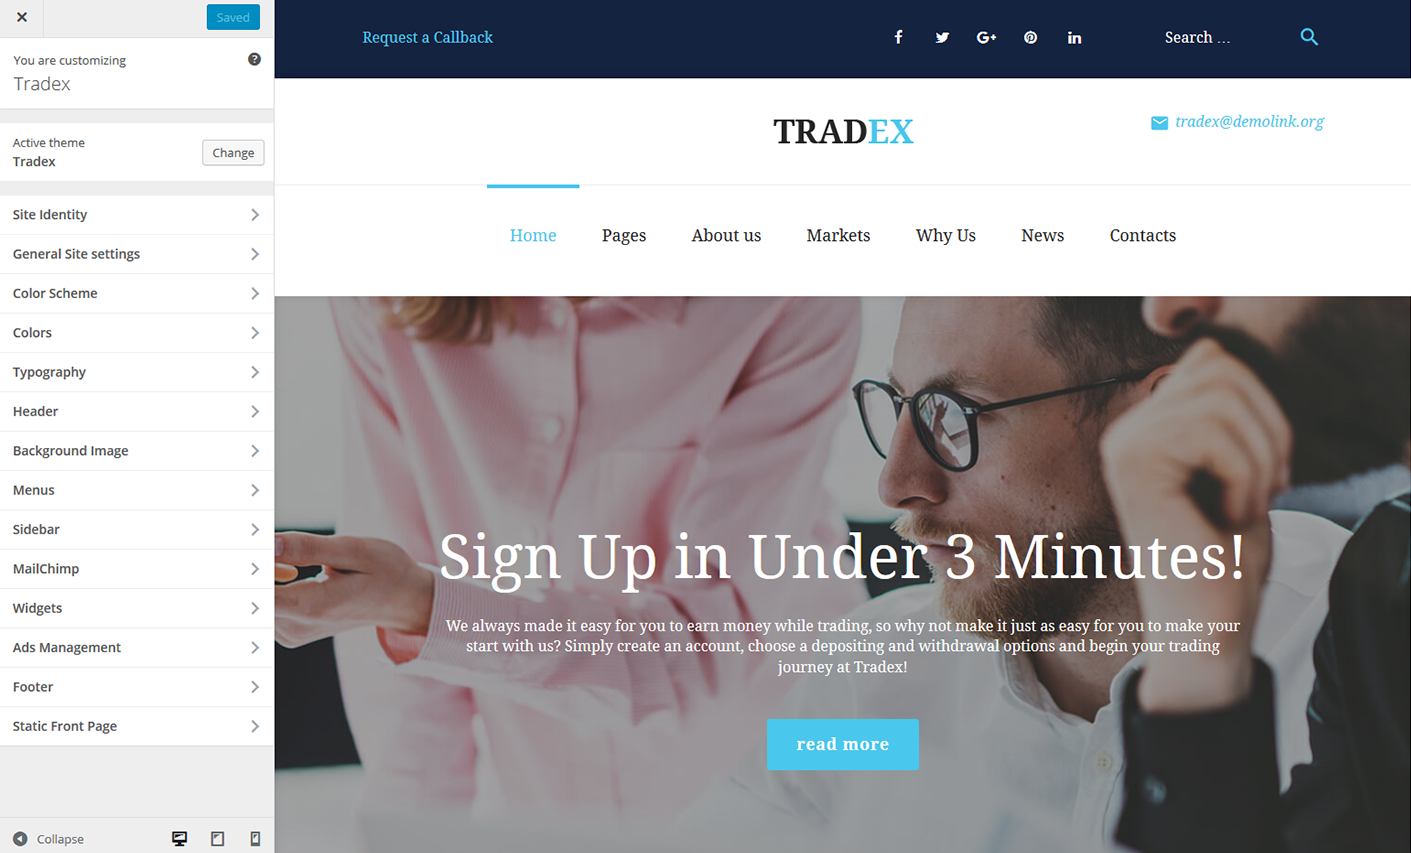 Saved
You are customizing
Tradex
Active theme
Tradex
Change
Site Identity
General Site settings
Color Scheme
Colors
Typography
Header
Background Image
Menus
Sidebar
MailChimp
Widgets
Ads Management
Footer
Static Front Page
Collapse
Request a Callback
Search ...
TRADEX
tradex@demolink.org
Home Pages About us Markets Why Us News Contacts
Sign Up in Under 3 Minutes!
We always made it easy for you to earn money while trading, so why not make it just as easy for you to make your
start with us? Simply create an account, choose a depositing and withdrawal options and begin your trading
journey at Tradex!
read more